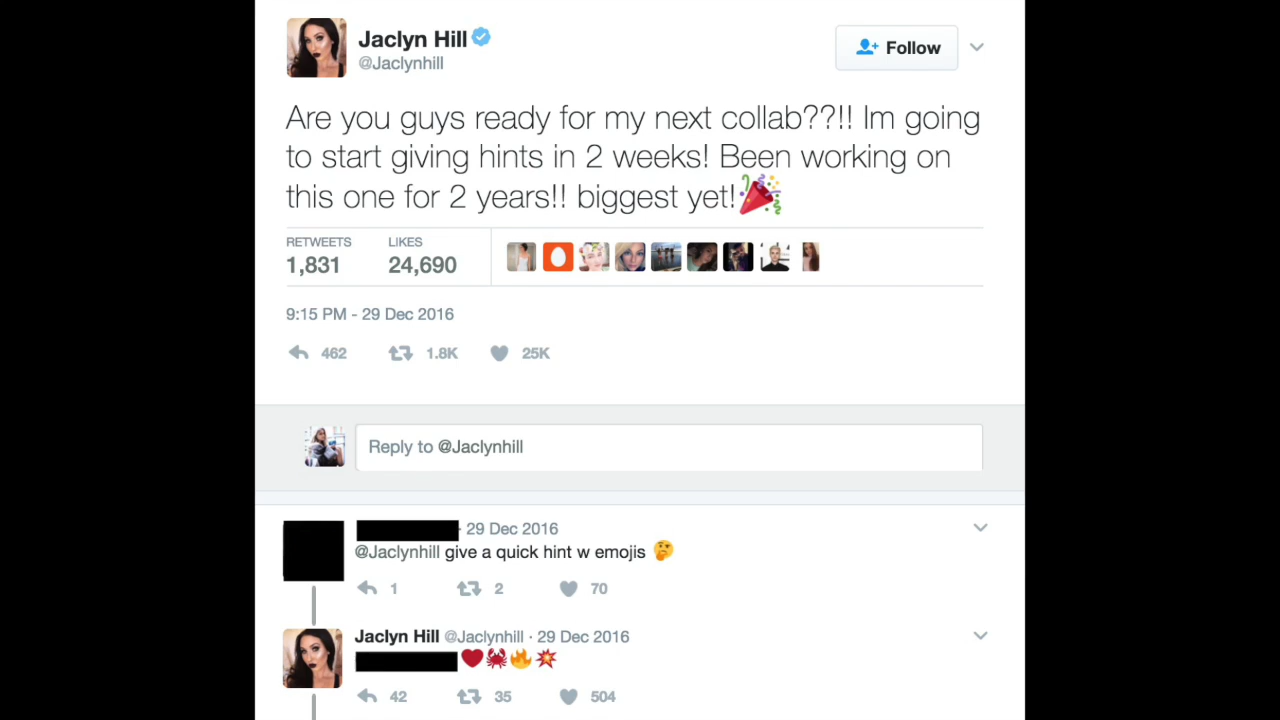 Jaclyn Hill
@Jaclynhill
Follow
Are you guys ready for my next collab??!! Im going
to start giving hints in 2 weeks! Been working on
this one for 2 years!! biggest yet!🎉
RETWEETS LIKES
1,831 24,690
9:15 PM - 29 Dec 2016
462 1.8K 25K
Reply to @Jaclynhill
· 29 Dec 2016
@Jaclynhill give a quick hint w emojis 🤔
1 2 70
Jaclyn Hill @Jaclynhill · 29 Dec 2016
❤️🦀🔥💥
42 35 504